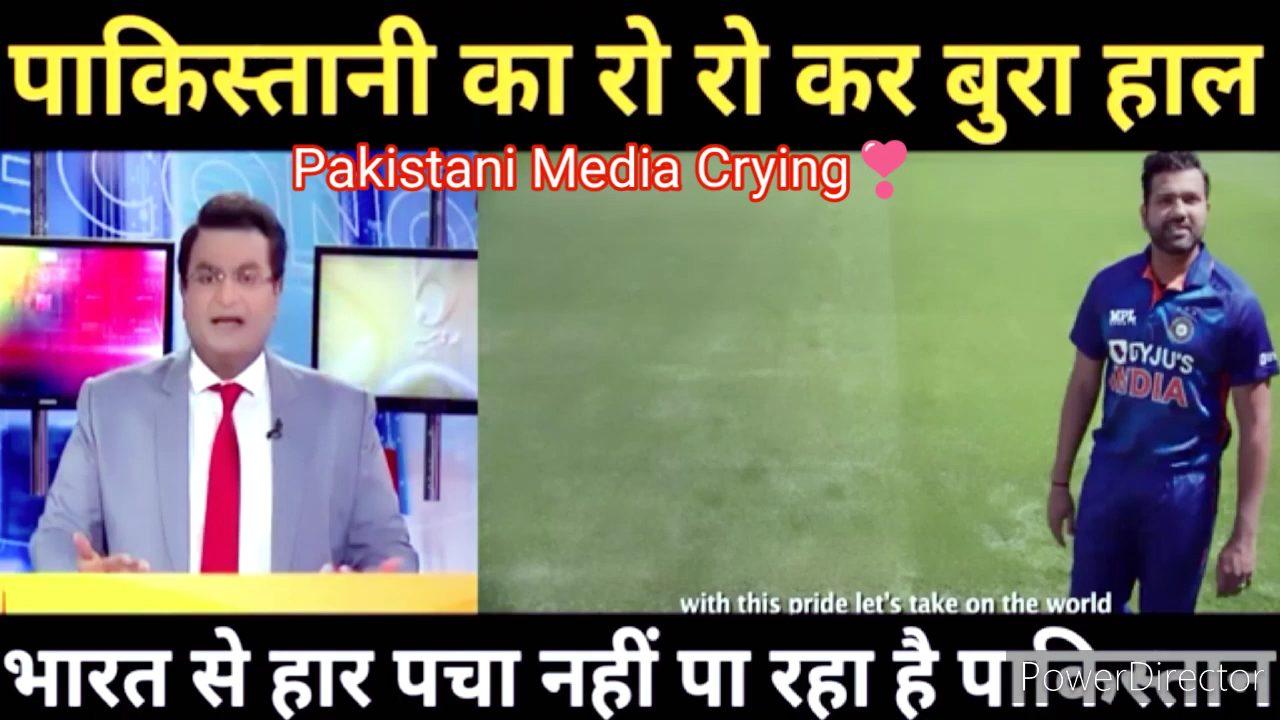 पाकिस्तानी का रो रो कर बुरा हाल
Pakistani Media Crying
MPL
BYJU'S
INDIA
with this pride let's take on the world
भारत से हार पचा नहीं पा रहा है पाकिस्तान
PowerDirector